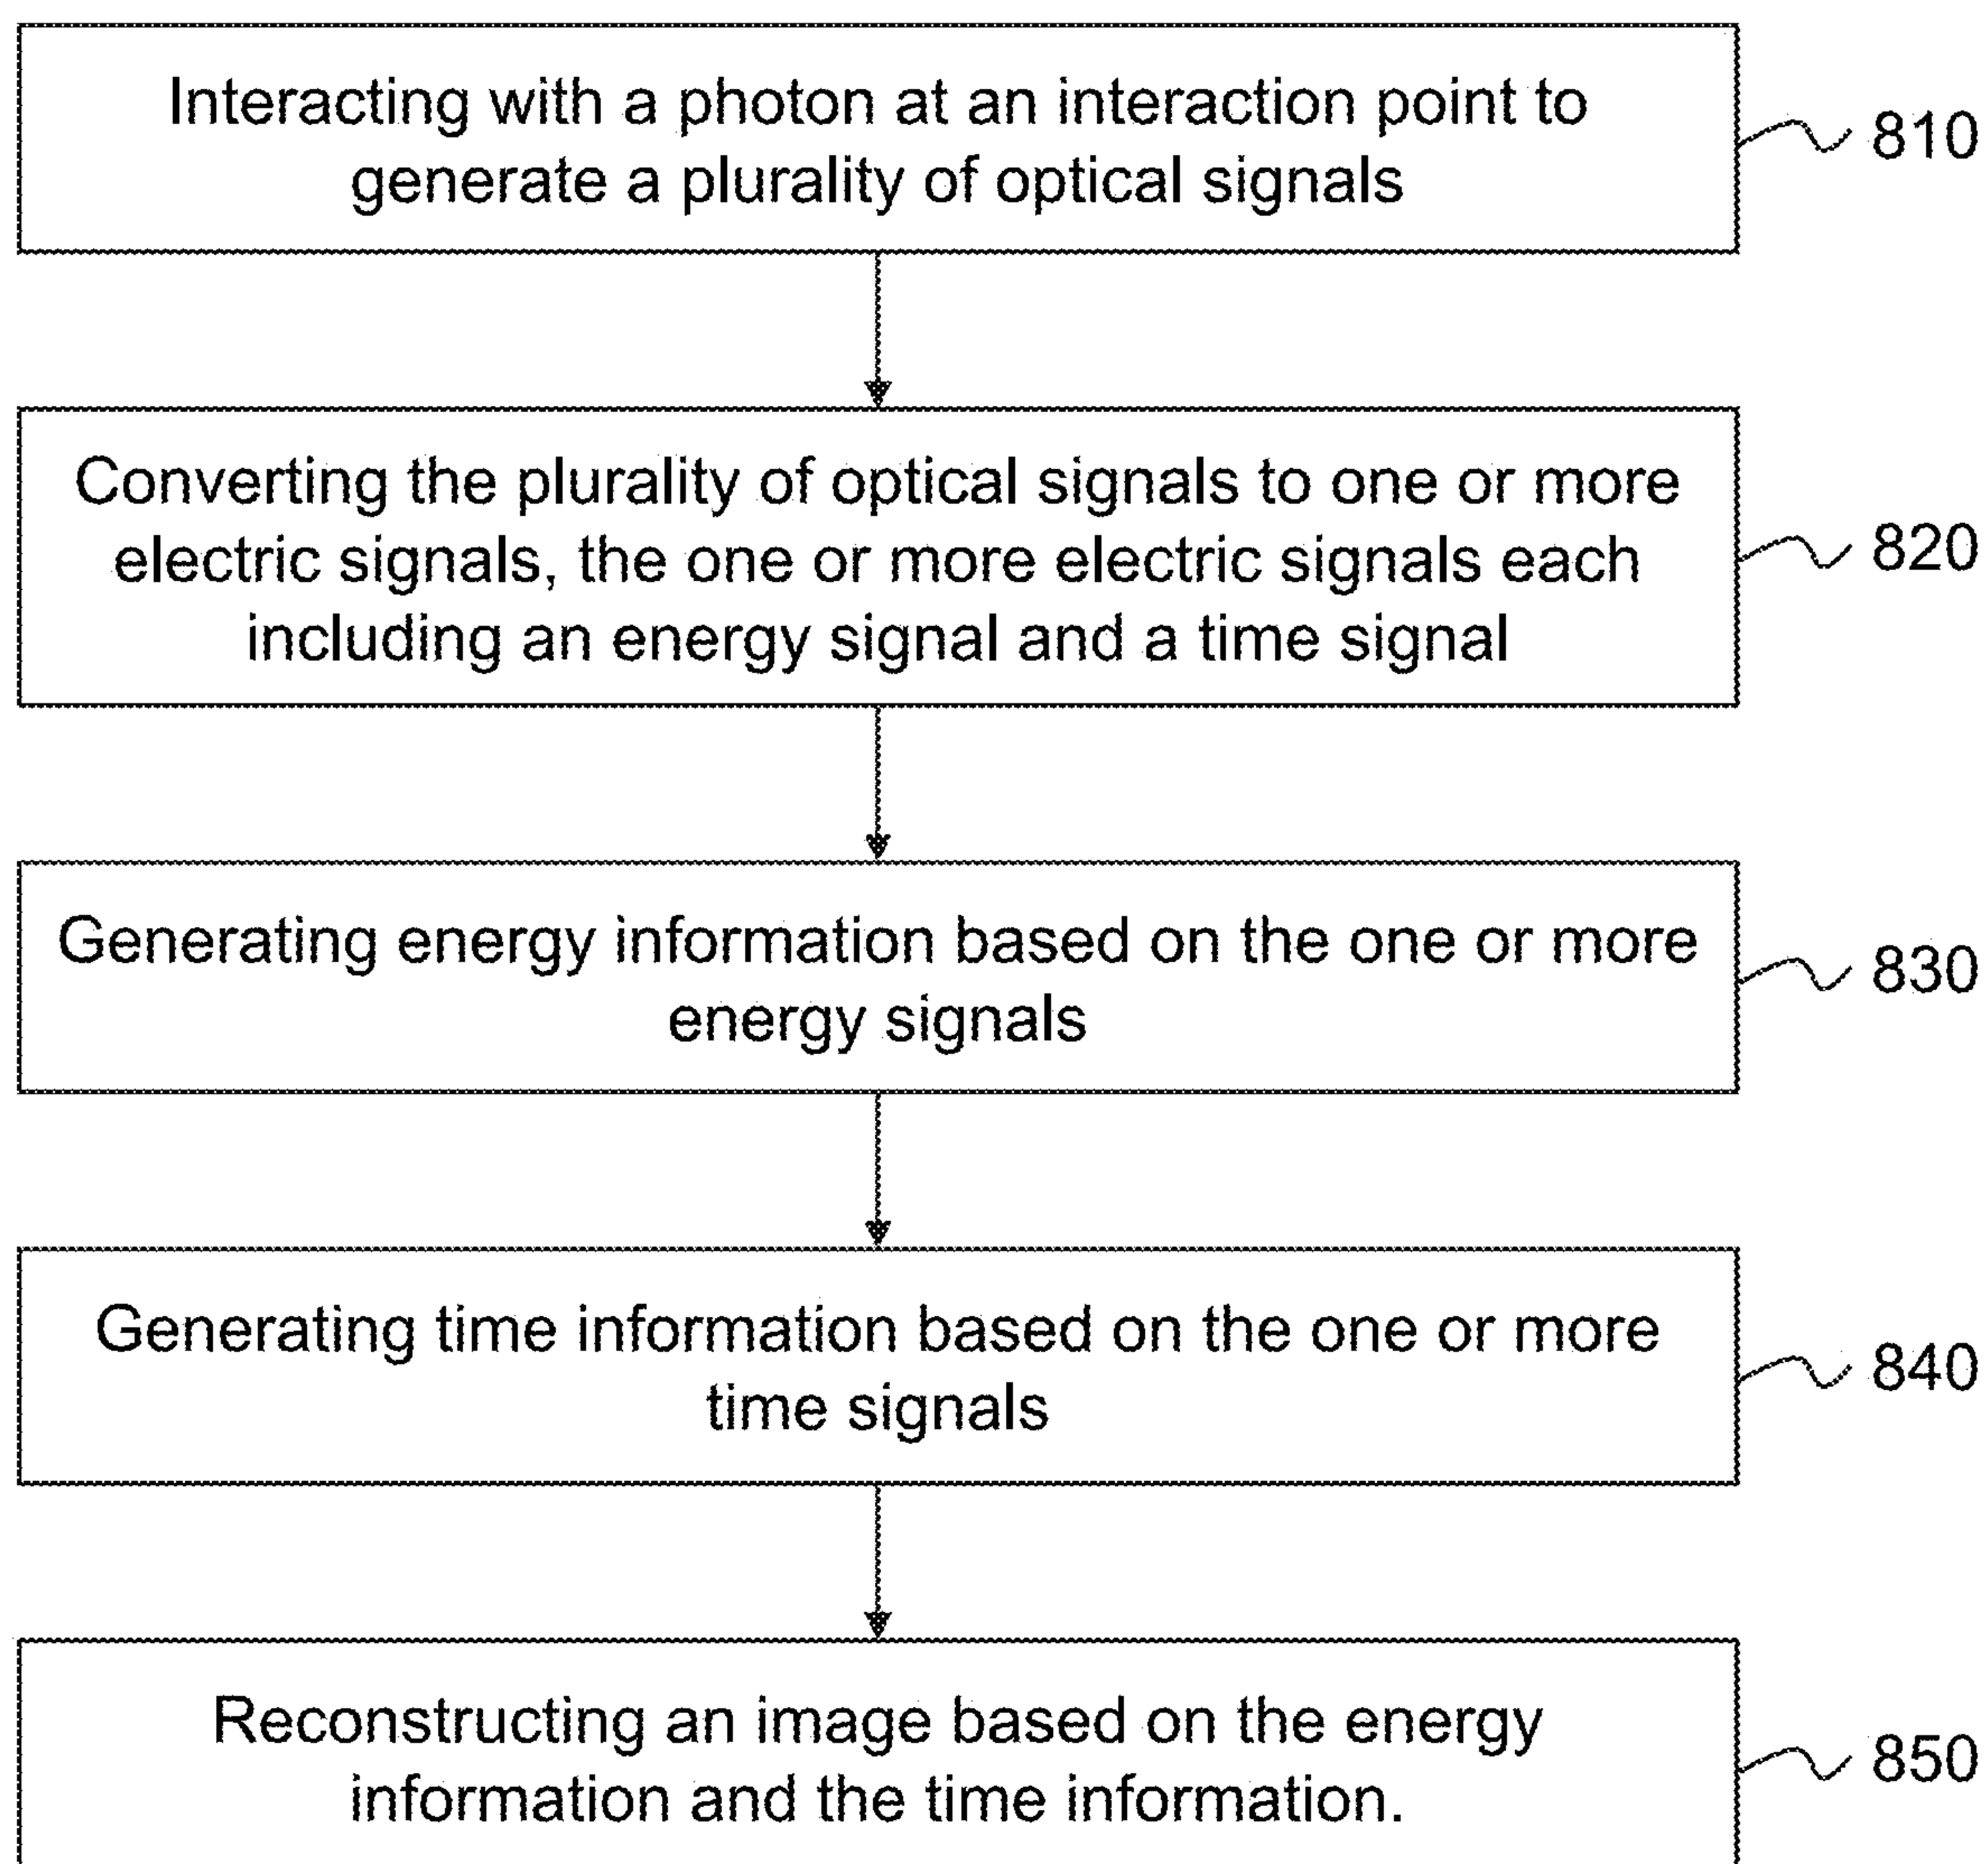 Interacting with a photon at an interaction point to
generate a plurality of optical signals
810
Converting the plurality of optical signals to one or more
electric signals, the one or more electric signals each
including an energy signal and a time signal
820
Generating energy information based on the one or more
energy signals
830
Generating time information based on the one or more
time signals
840
Reconstructing an image based on the energy
information and the time information.
850